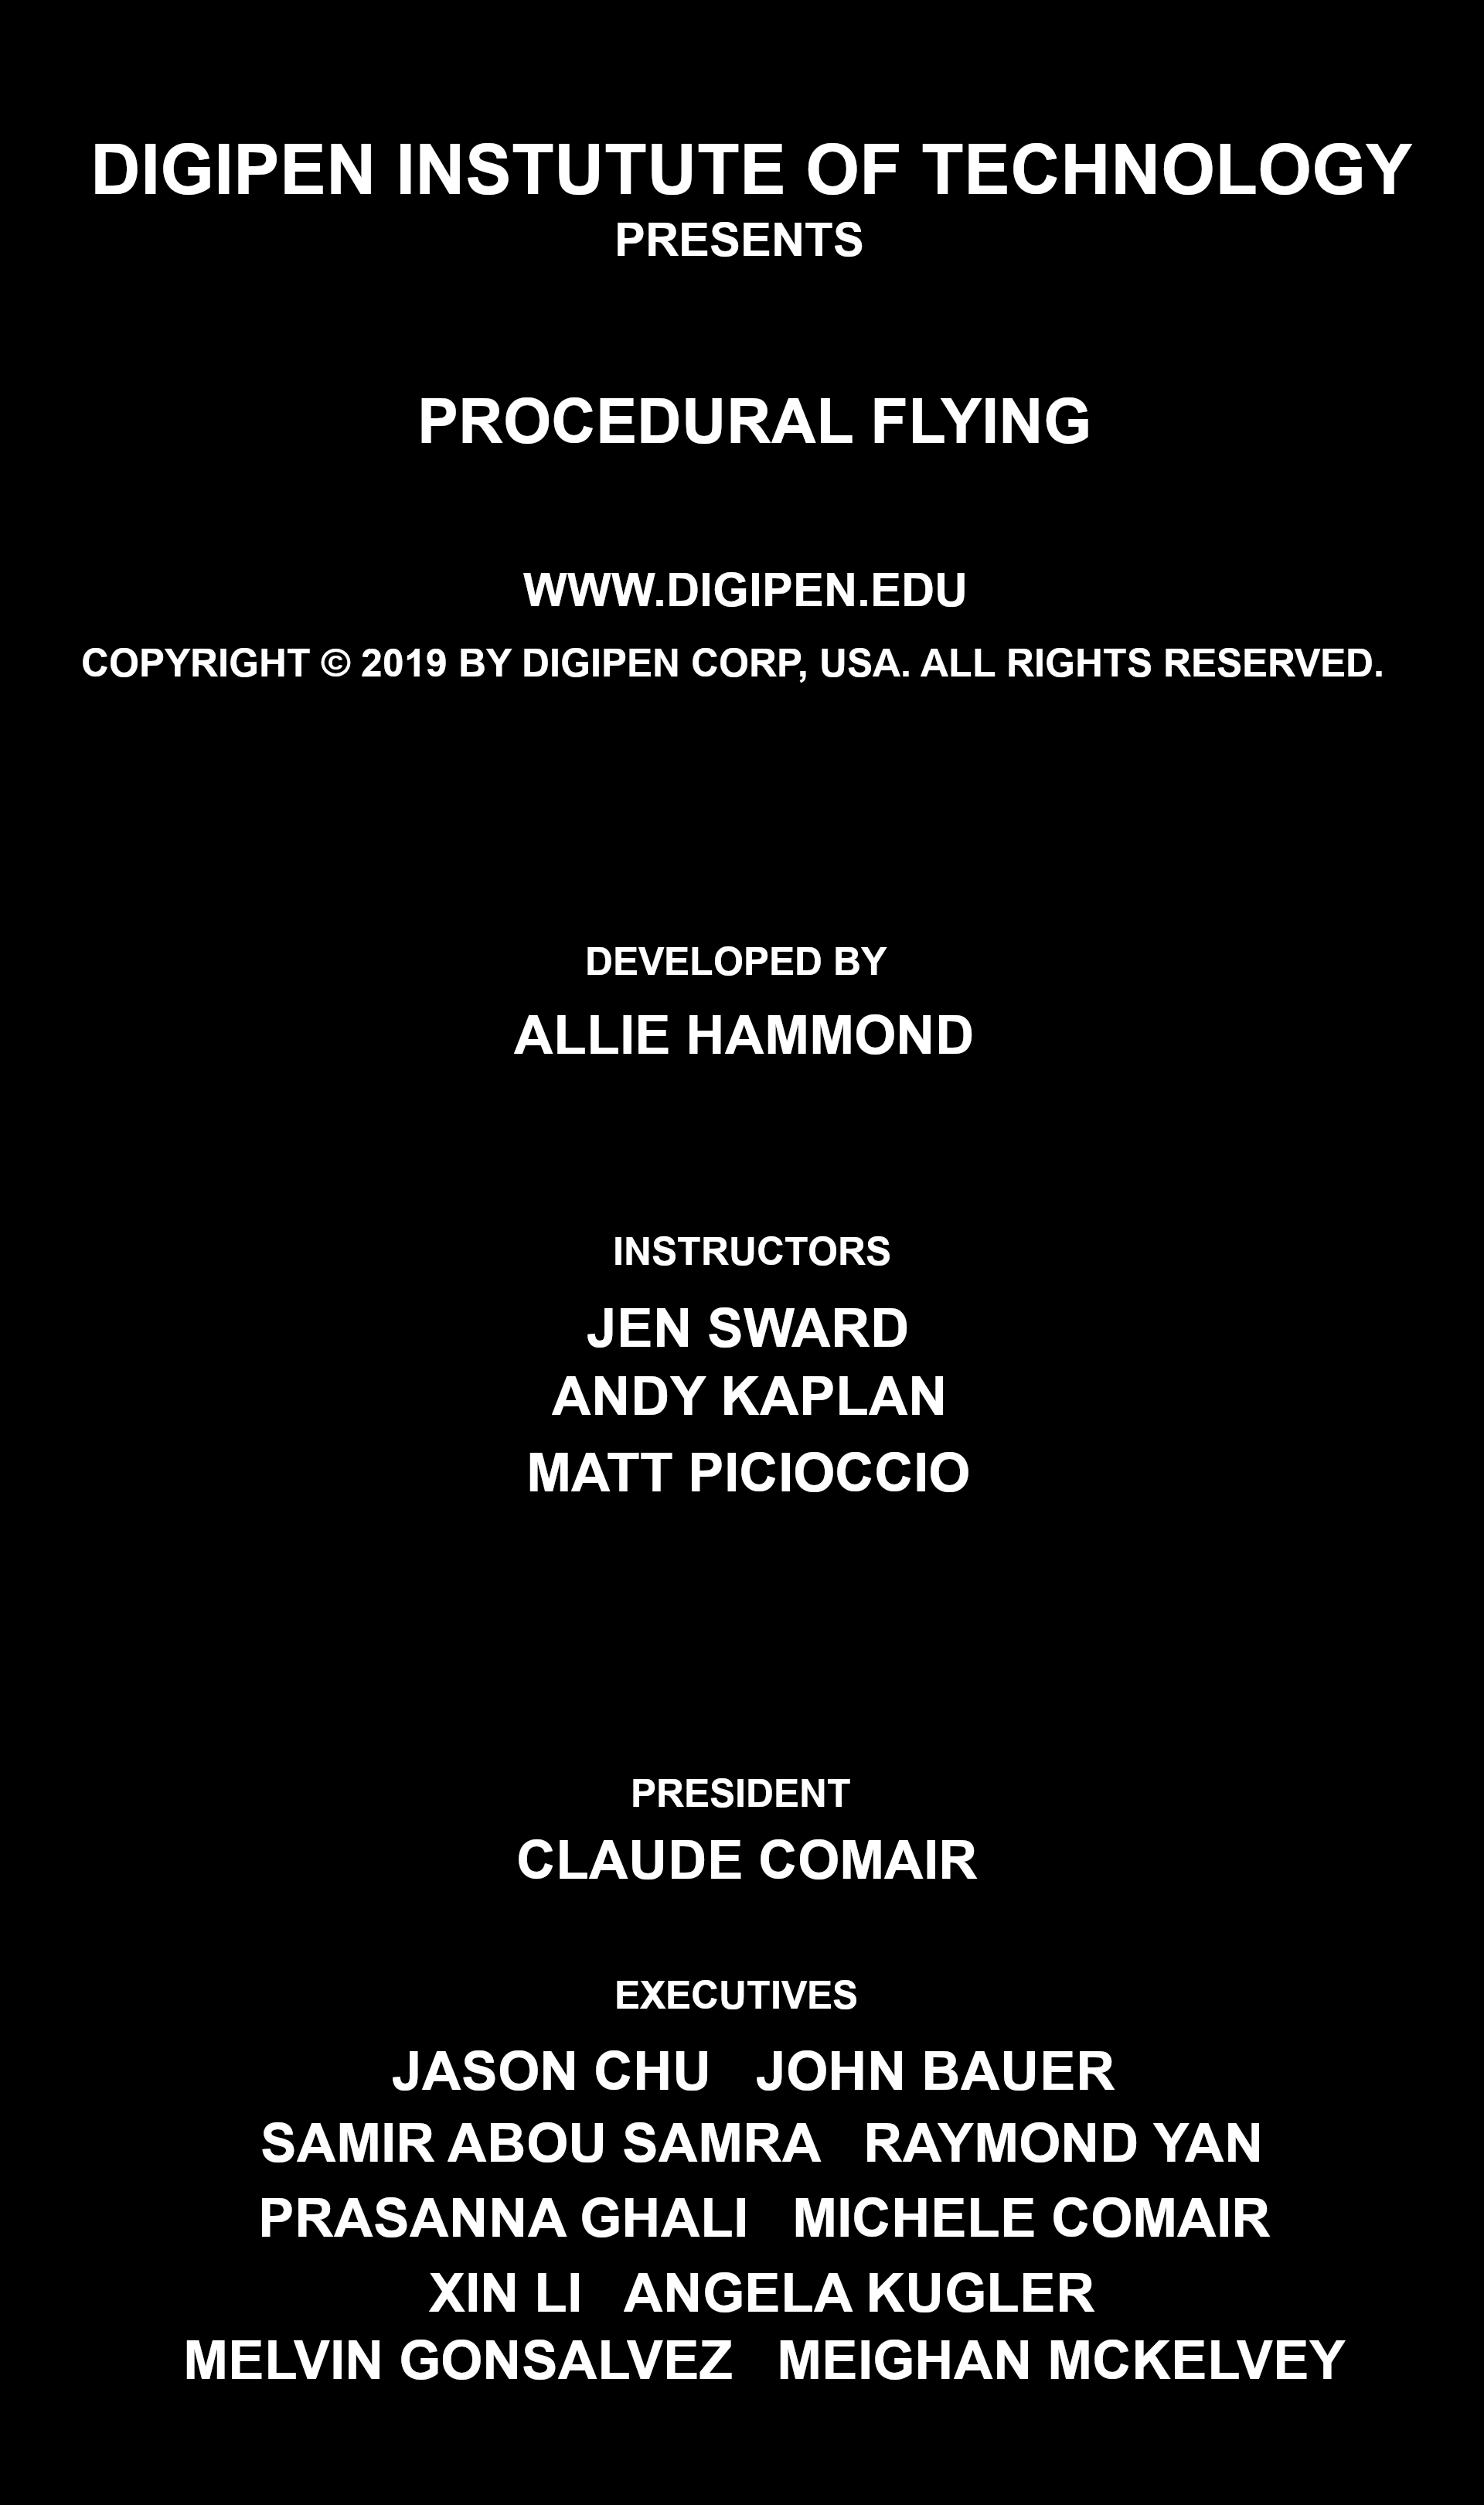 DIGIPEN INSTUTUTE OF TECHNOLOGY
PRESENTS
PROCEDURAL FLYING
WWW.DIGIPEN.EDU
COPYRIGHT © 2019 BY DIGIPEN CORP, USA. ALL RIGHTS RESERVED.
DEVELOPED BY
ALLIE HAMMOND
INSTRUCTORS
JEN SWARD
ANDY KAPLAN
MATT PICIOCCIO
PRESIDENT
CLAUDE COMAIR
EXECUTIVES
JASON CHU   JOHN BAUER
SAMIR ABOU SAMRA   RAYMOND YAN
PRASANNA GHALI   MICHELE COMAIR
XIN LI   ANGELA KUGLER
MELVIN GONSALVEZ   MEIGHAN MCKELVEY